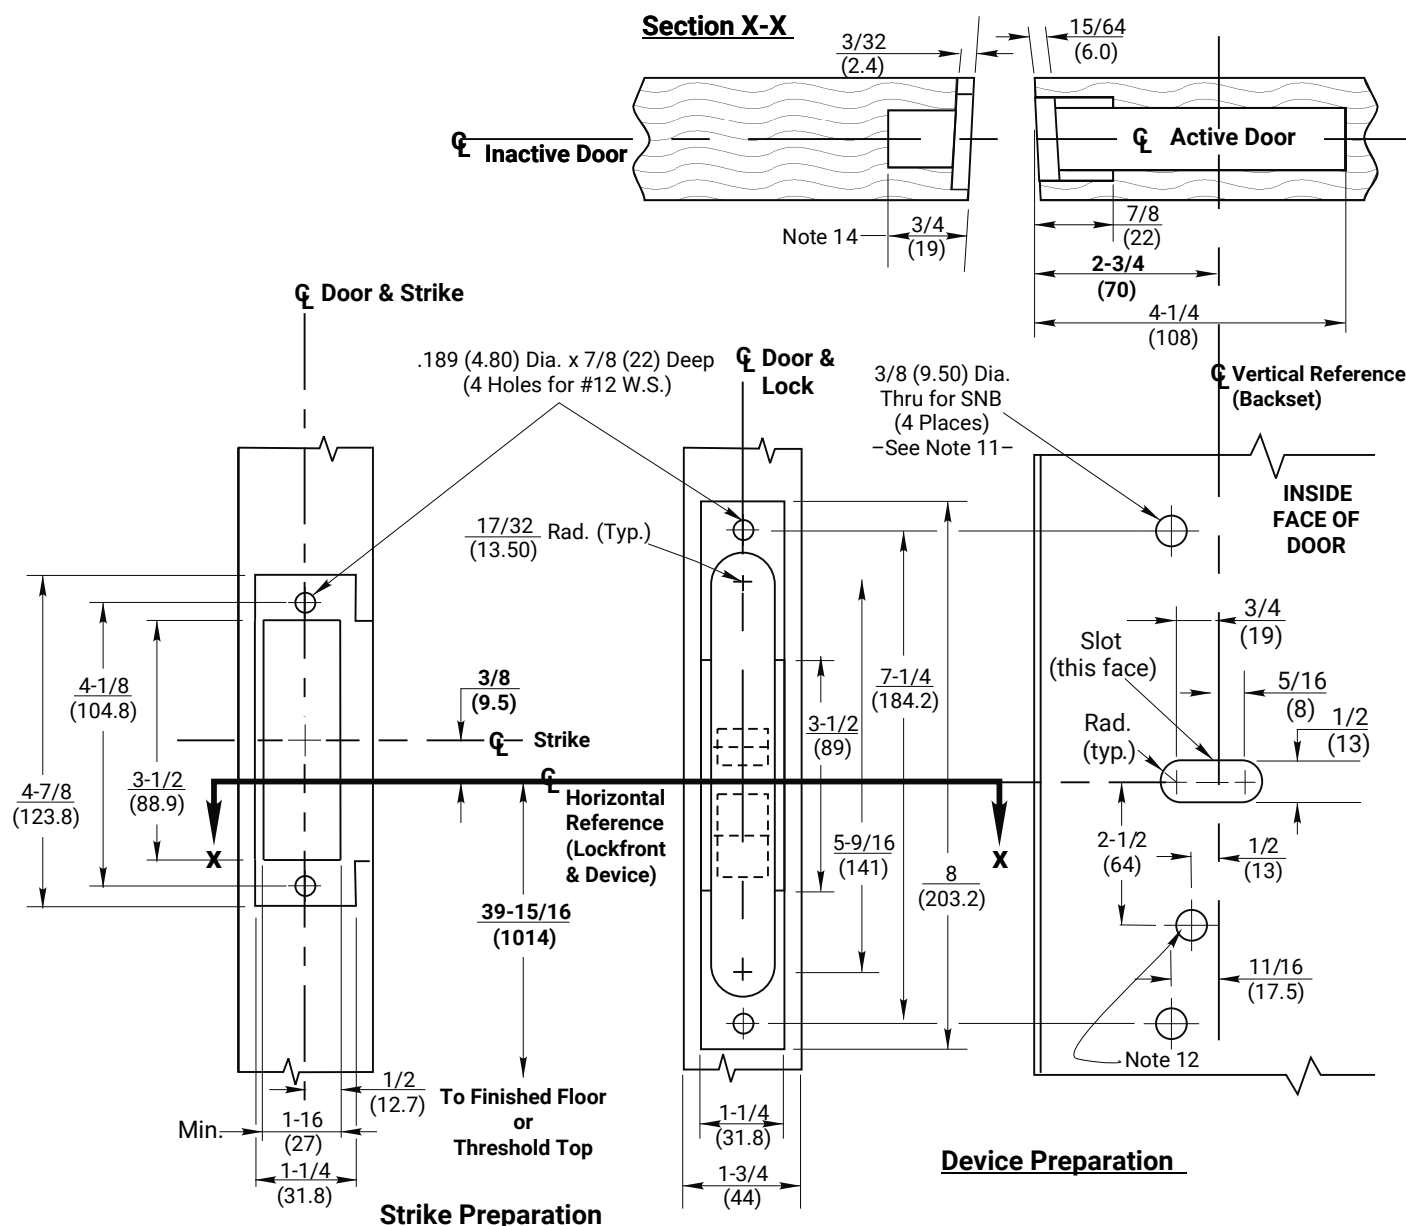 Section X-X
3/32
(2.4)
15/64
(6.0)
℄ Inactive Door
℄ Active Door
Note 14
3/4
(19)
7/8
(22)
2-3/4
(70)
4-1/4
(108)
℄ Door & Strike
.189 (4.80) Dia. x 7/8 (22) Deep
(4 Holes for #12 W.S.)
℄ Door &
Lock
3/8 (9.50) Dia.
Thru for SNB
(4 Places)
–See Note 11–
℄ Vertical Reference
(Backset)
INSIDE
FACE OF
DOOR
17/32
(13.50)
Rad. (Typ.)
3/4
(19)
Slot
(this face)
5/16
(8)
1/2
(13)
Rad.
(typ.)
4-1/8
(104.8)
3/8
(9.5)
7-1/4
(184.2)
3-1/2
(89)
℄ Strike
4-7/8
(123.8)
3-1/2
(88.9)
℄
Horizontal
Reference
(Lockfront
& Device)
X
X
5-9/16
(141)
8
(203.2)
2-1/2
(64)
1/2
(13)
39-15/16
(1014)
11/16
(17.5)
Note 12
1/2
(12.7)
To Finished Floor
or
Threshold Top
Min.
1-16
(27)
1-1/4
(31.8)
1-1/4
(31.8)
1-3/4
(44)
Device Preparation
Strike Preparation